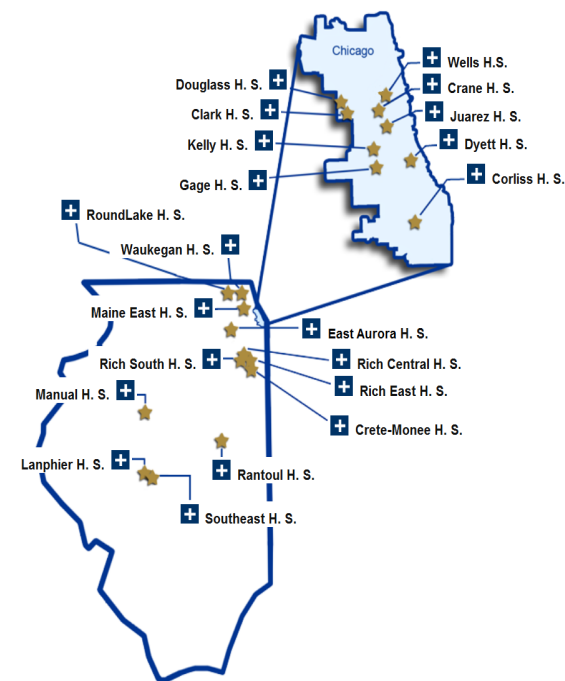 Chicago
Wells H.S.
Douglass H. S.
Crane H. S.
Clark H. S.
Juarez H. S.
Kelly H. S.
Dyett H. S.
Gage H. S.
Corliss H. S.
RoundLake H. S.
Waukegan H. S.
Maine East H. S.
East Aurora H. S.
Rich South H. S.
Rich Central H. S.
Rich East H. S.
Manual H. S.
Crete-Monee H. S.
Lanphier H. S.
Rantoul H. S.
Southeast H. S.